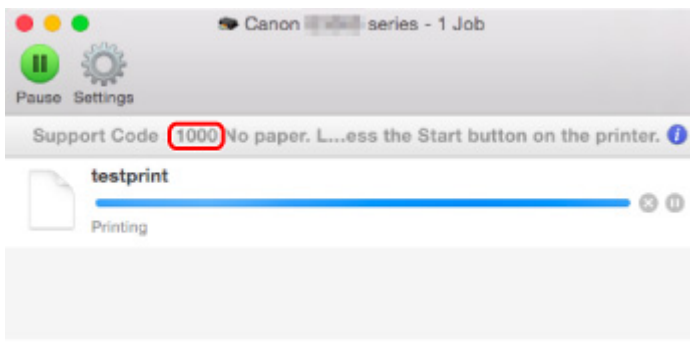 Canon series - 1 Job
Pause Settings
Support Code 1000 No paper. L...ess the Start button on the printer.
testprint
Printing